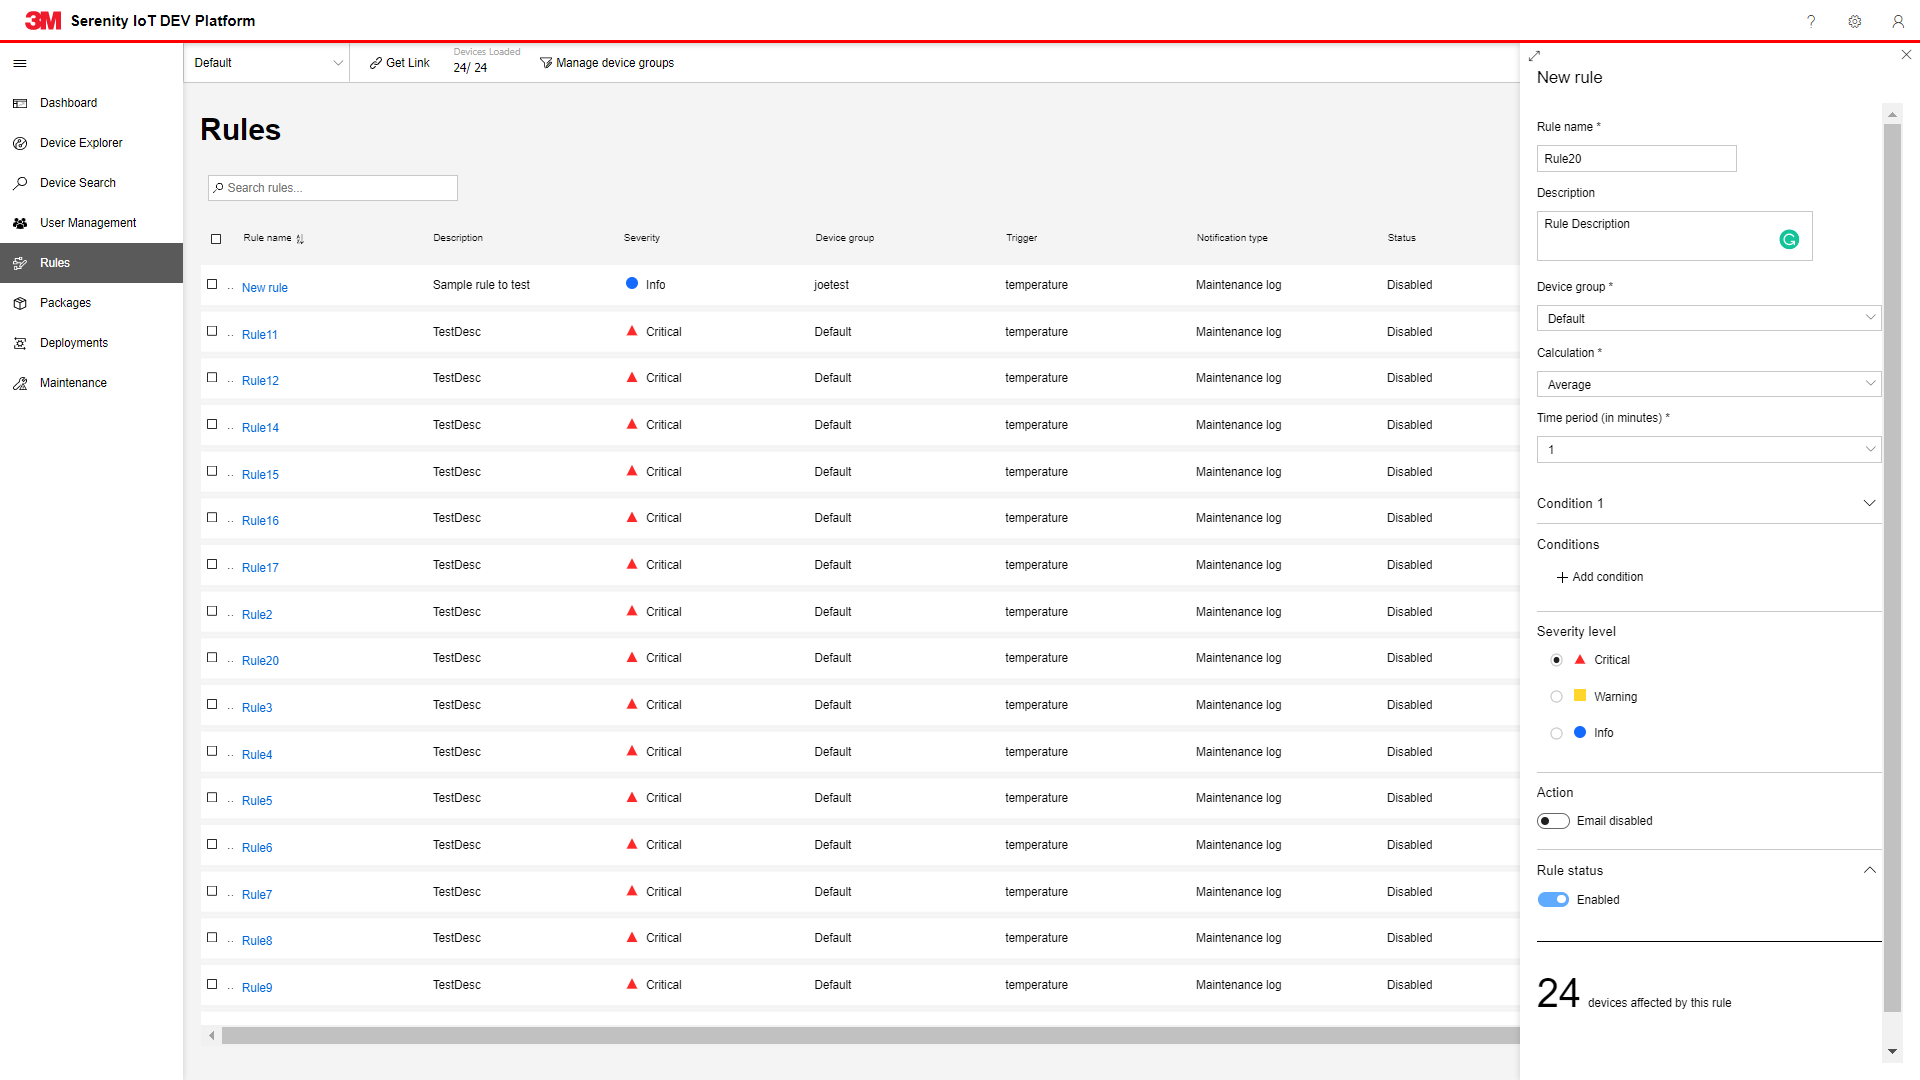 3M Serenity IoT DEV Platform
?
Default
Get Link
Devices Loaded
24/ 24
Manage device groups
Dashboard
Device Explorer
Device Search
User Management
Rules
Packages
Deployments
Maintenance
Rules
Search rules...
Rule name Description Severity Device group Trigger Notification type Status
.. New rule Sample rule to test Info joetest temperature Maintenance log Disabled
.. Rule11 TestDesc Critical Default temperature Maintenance log Disabled
.. Rule12 TestDesc Critical Default temperature Maintenance log Disabled
.. Rule14 TestDesc Critical Default temperature Maintenance log Disabled
.. Rule15 TestDesc Critical Default temperature Maintenance log Disabled
.. Rule16 TestDesc Critical Default temperature Maintenance log Disabled
.. Rule17 TestDesc Critical Default temperature Maintenance log Disabled
.. Rule2 TestDesc Critical Default temperature Maintenance log Disabled
.. Rule20 TestDesc Critical Default temperature Maintenance log Disabled
.. Rule3 TestDesc Critical Default temperature Maintenance log Disabled
.. Rule4 TestDesc Critical Default temperature Maintenance log Disabled
.. Rule5 TestDesc Critical Default temperature Maintenance log Disabled
.. Rule6 TestDesc Critical Default temperature Maintenance log Disabled
.. Rule7 TestDesc Critical Default temperature Maintenance log Disabled
.. Rule8 TestDesc Critical Default temperature Maintenance log Disabled
.. Rule9 TestDesc Critical Default temperature Maintenance log Disabled
New rule
Rule name *
Rule20
Description
Rule Description
Device group *
Default
Calculation *
Average
Time period (in minutes) *
1
Condition 1
Conditions
+ Add condition
Severity level
Critical
Warning
Info
Action
Email disabled
Rule status
Enabled
24 devices affected by this rule